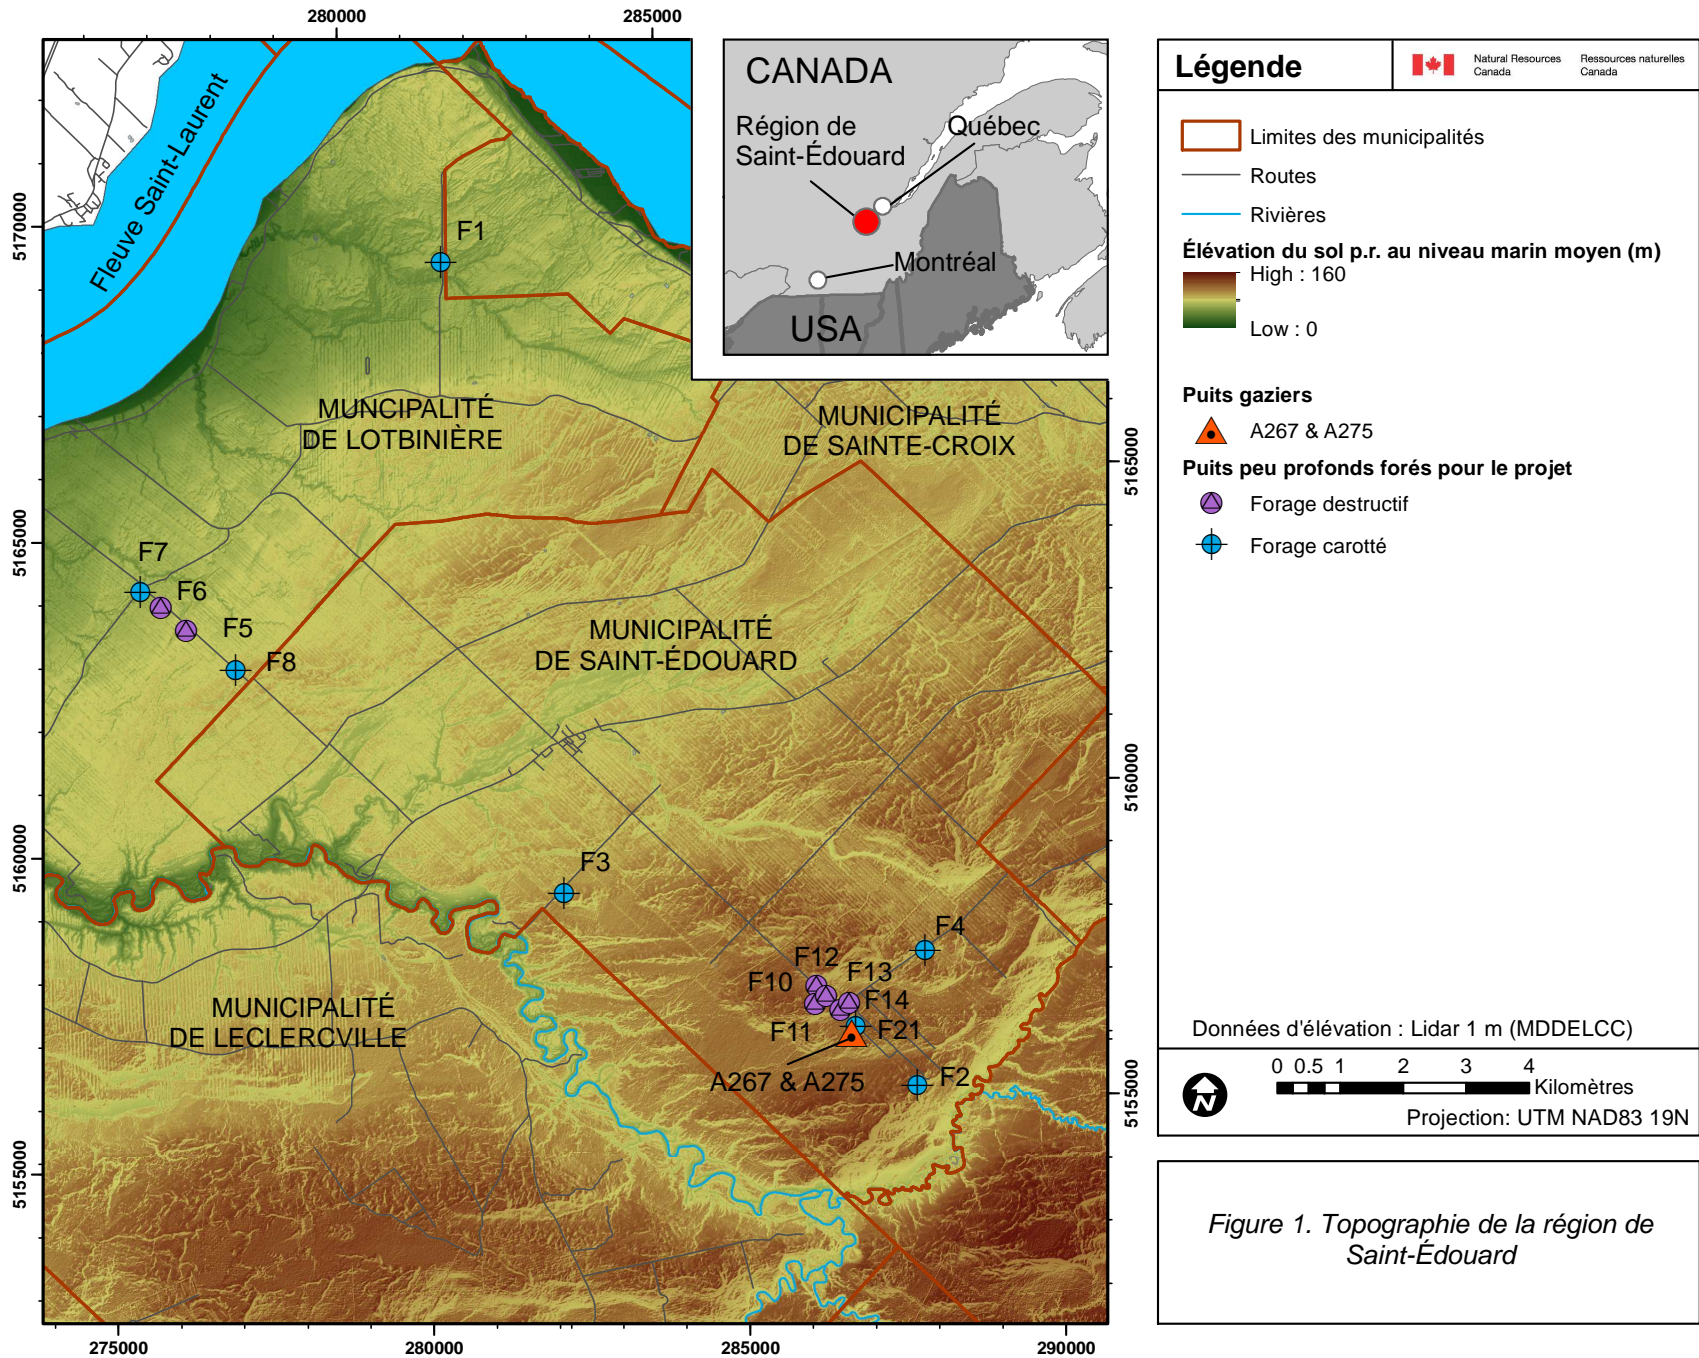 280000
285000
5170000
5165000
5160000
5155000
Fleuve Saint-Laurent
F1
MUNCIPALITÉ
DE LOTBINIÈRE
MUNICIPALITÉ
DE SAINTE-CROIX
F7
F6
F5
F8
MUNICIPALITÉ
DE SAINT-ÉDOUARD
F3
F4
F12
F13
F10
F14
F11
F21
A267 & A275
F2
MUNICIPALITÉ
DE LECLERCVILLE
5165000
5160000
5155000
275000
280000
285000
290000
CANADA
Région de
Saint-Édouard
Québec
Montréal
USA
Légende
Natural Resources
Canada
Ressources naturelles
Canada
Limites des municipalités
Routes
Rivières
Élévation du sol p.r. au niveau marin moyen (m)
High : 160
Low : 0
Puits gaziers
A267 & A275
Puits peu profonds forés pour le projet
Forage destructif
Forage carotté
Données d'élévation : Lidar 1 m (MDDELCC)
N
0 0.5 1 2 3 4
Kilomètres
Projection: UTM NAD83 19N
Figure 1. Topographie de la région de
Saint-Édouard